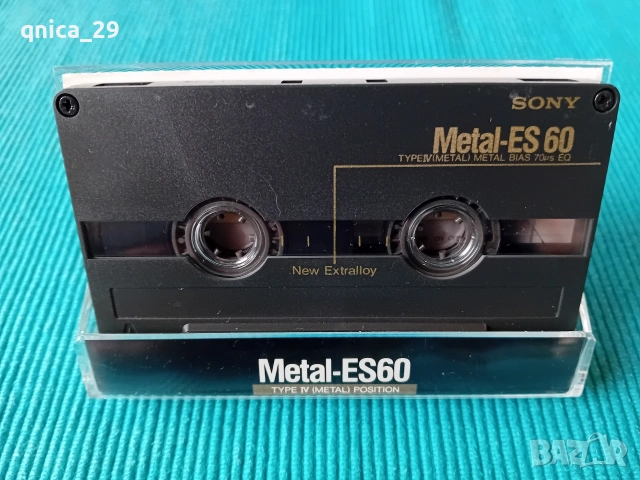 qnica_29
SONY
Metal-ES 60
TYPE IV (METAL) METAL BIAS 70µs EQ
New Extralloy
Metal-ES60
TYPE IV (METAL) POSITION
BAZAR